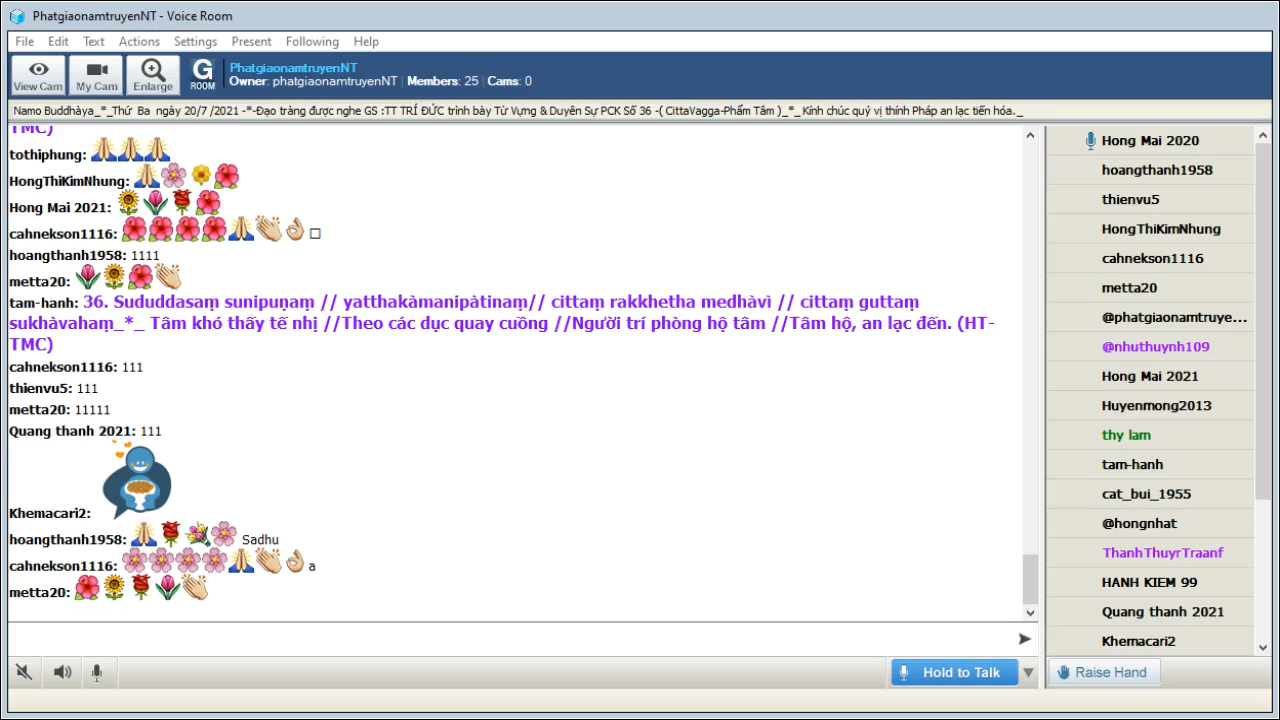 PhatgiaonamtruyenNT - Voice Room
File Edit Text Actions Settings Present Following Help
View Cam
My Cam
Enlarge
G
ROOM
PhatgiaonamtruyenNT
Owner: phatgiaonamtruyenNT | Members: 25 | Cams: 0
Namo Buddhàya_*_Thứ Ba ngày 20/7 /2021 -*-Đạo tràng được nghe GS :TT TRÍ ĐỨC trình bày Từ Vựng & Duyên Sự PCK Số 36 -( CittaVagga-Phẩm Tâm )_*_ Kính chúc quý vị thính Pháp an lạc tiến hóa._
TMC)
tothiphung:
HongThiKimNhung:
Hong Mai 2021:
cahnekson1116:
hoangthanh1958: 1111
metta20:
tam-hanh: 36. Sududdasaṃ sunipuṇaṃ // yatthakàmanipàtinaṃ// cittaṃ rakkhetha medhàvì // cittaṃ guttaṃ
sukhàvahaṃ_*_ Tâm khó thấy tế nhị //Theo các dục quay cuồng //Người trí phòng hộ tâm //Tâm hộ, an lạc đến. (HT-
TMC)
cahnekson1116: 111
thienvu5: 111
metta20: 11111
Quang thanh 2021: 111
Khemacari2:
hoangthanh1958: Sadhu
cahnekson1116: a
metta20:
Hong Mai 2020
hoangthanh1958
thienvu5
HongThiKimNhung
cahnekson1116
metta20
@phatgiaonamtruye...
@nhuthuynh109
Hong Mai 2021
Huyenmong2013
thy lam
tam-hanh
cat_bui_1955
@hongnhat
ThanhThuyrTraanf
HANH KIEM 99
Quang thanh 2021
Khemacari2
Hold to Talk
Raise Hand